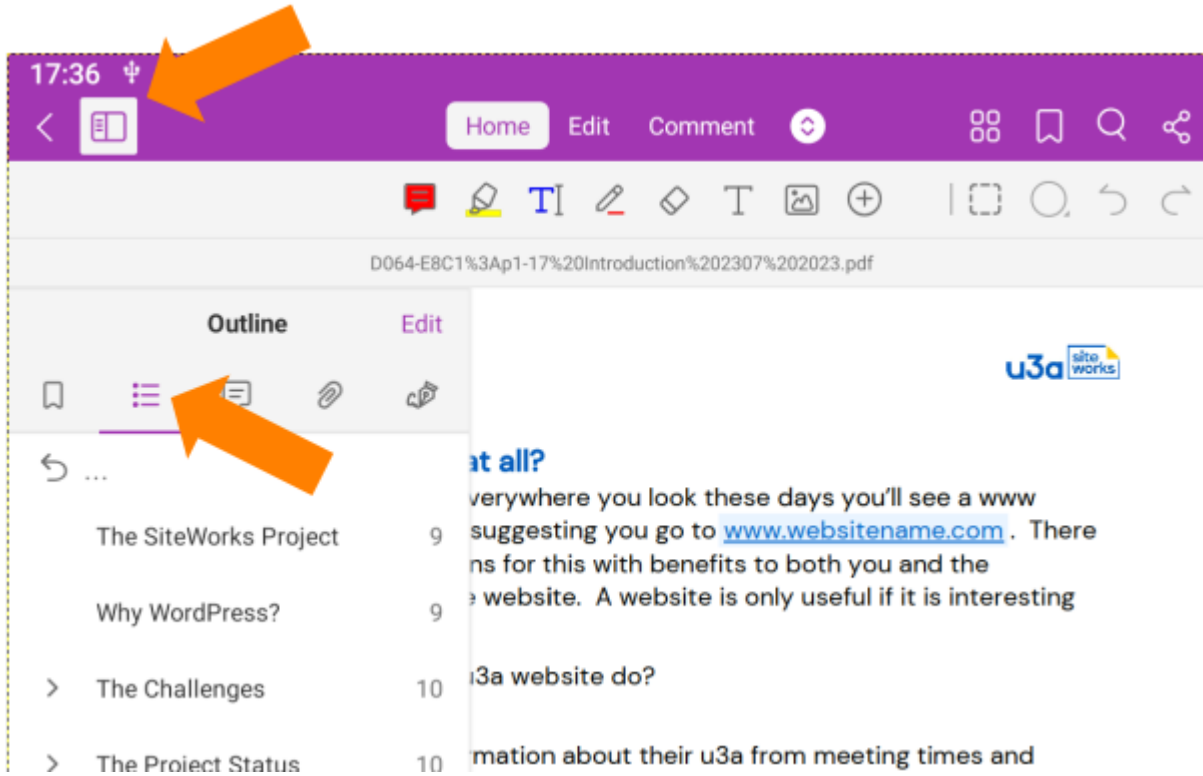 17:36
Home Edit Comment
D064-E8C1%3Ap1-17%20Introduction%202307%202023.pdf
Outline Edit
u3a site works
...
at all?
verywhere you look these days you'll see a www
The SiteWorks Project 9
suggesting you go to www.websitename.com . There
ns for this with benefits to both you and the
Why WordPress? 9
website. A website is only useful if it is interesting
The Challenges 10
u3a website do?
The Project Status 10
rmation about their u3a from meeting times and